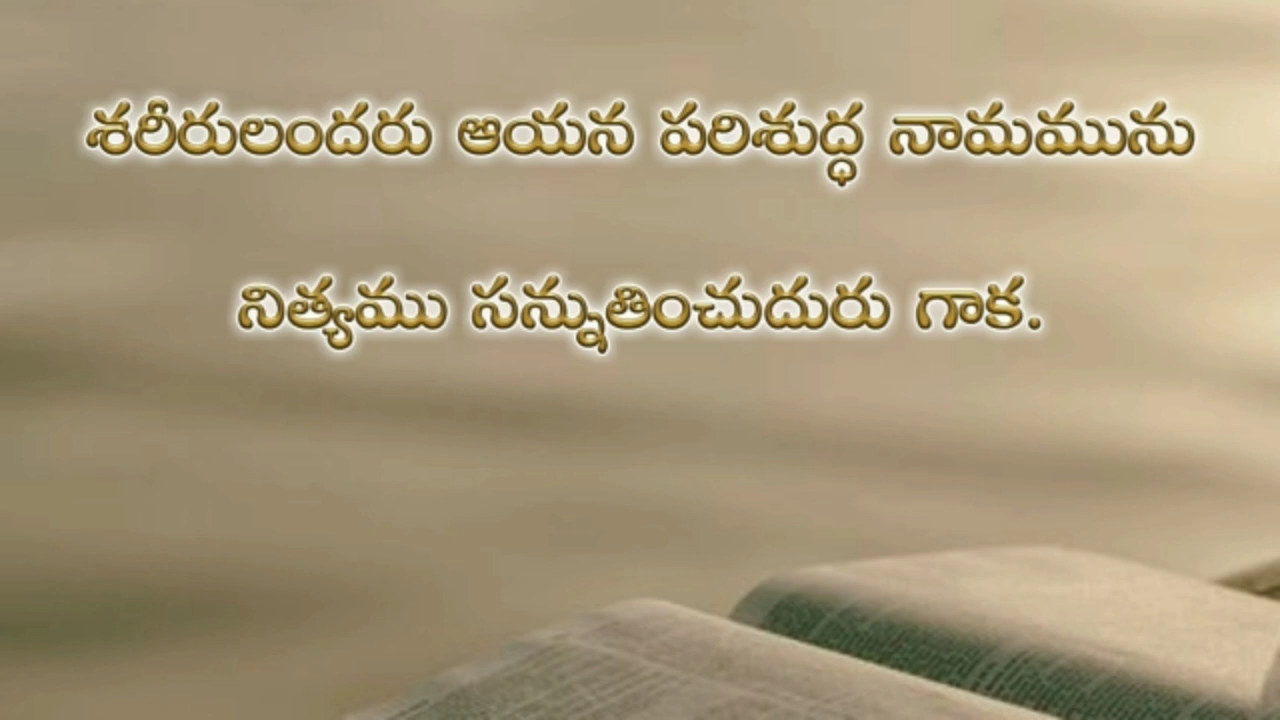 శరీరులందరు ఆయన పరిశుద్ధ నామమును
నిత్యము సన్నుతించుదురు గాక.